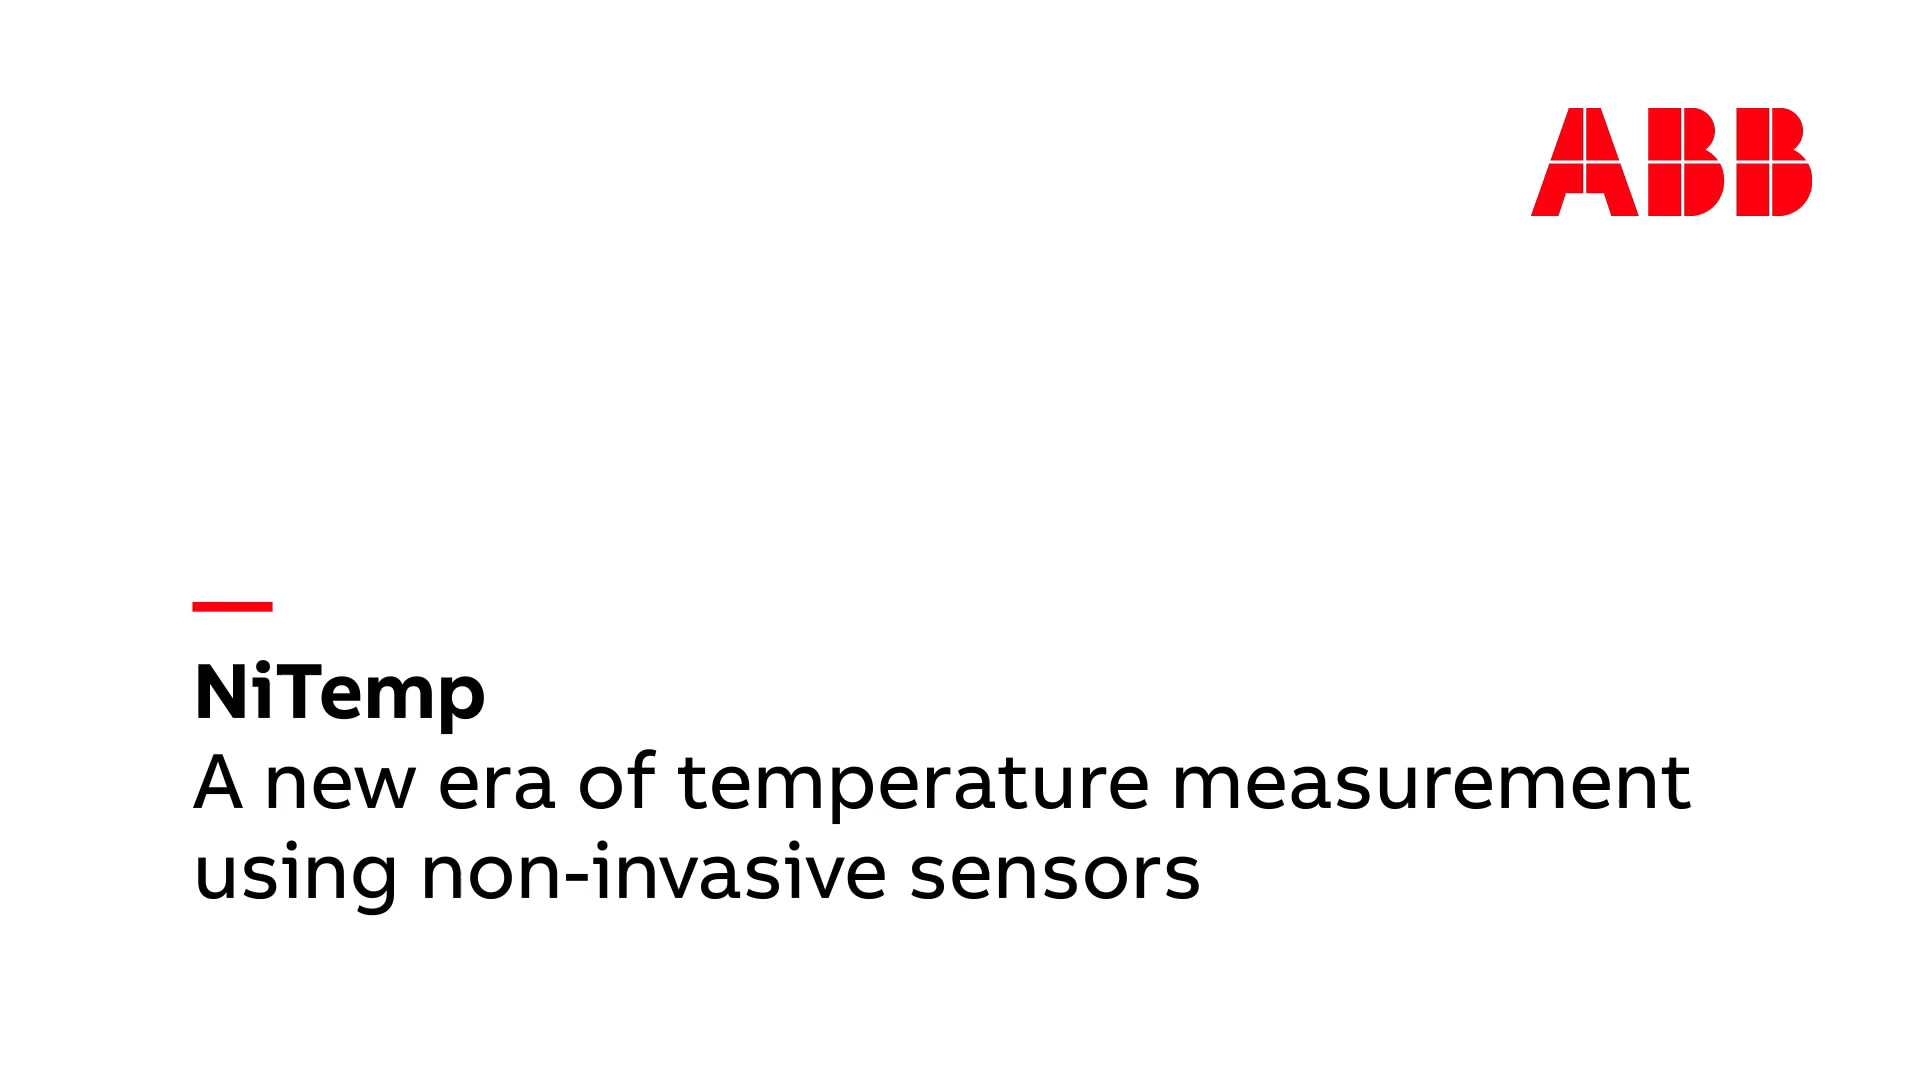 ABB
NiTemp
A new era of temperature measurement
using non-invasive sensors